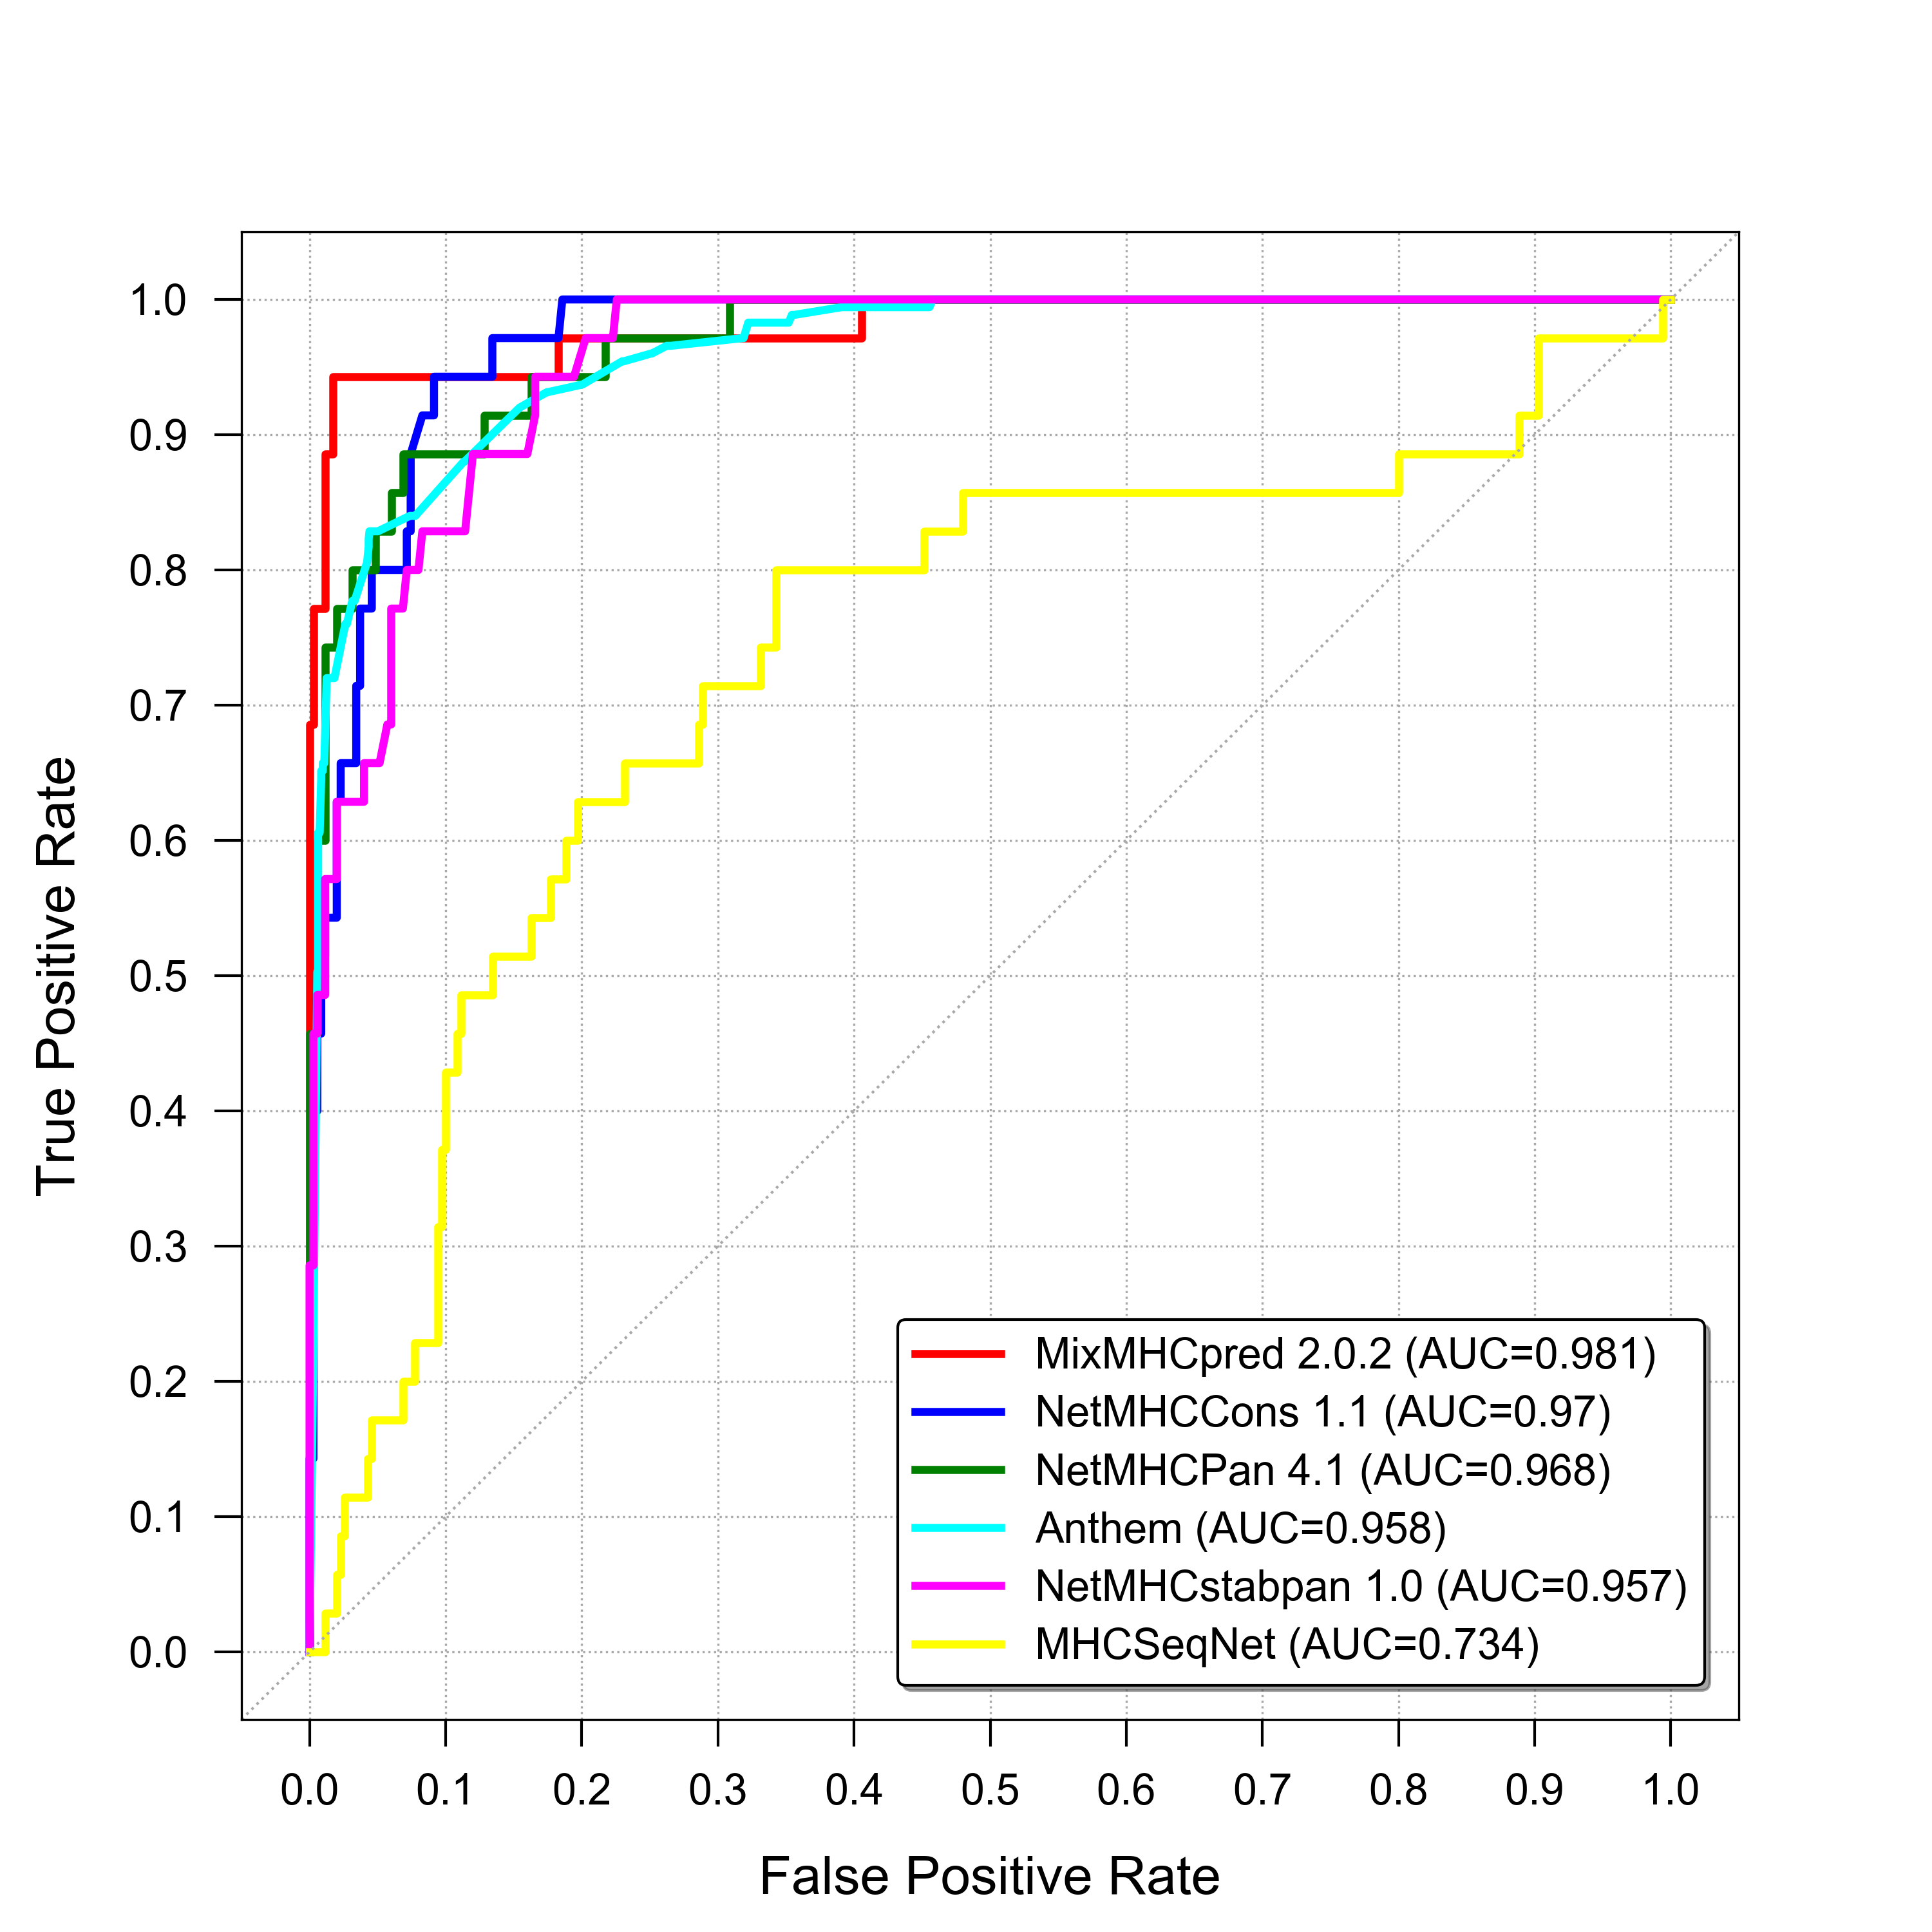 1.0
0.9
0.8
0.7
0.6
0.5
0.4
0.3
0.2
0.1
0.0
True Positive Rate
MixMHCpred 2.0.2 (AUC=0.981)
NetMHCCons 1.1 (AUC=0.97)
NetMHCPan 4.1 (AUC=0.968)
Anthem (AUC=0.958)
NetMHCstabpan 1.0 (AUC=0.957)
MHCSeqNet (AUC=0.734)
0.0 0.1 0.2 0.3 0.4 0.5 0.6 0.7 0.8 0.9 1.0
False Positive Rate